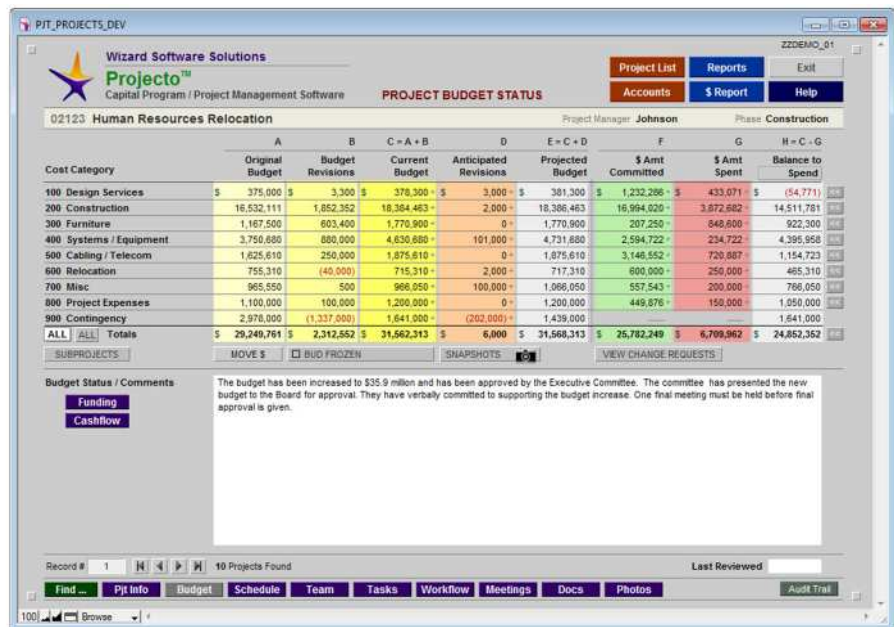 PJT_PROJECTS_DEV
ZZDEMO_01
Wizard Software Solutions
Projecto™
Capital Program / Project Management Software
PROJECT BUDGET STATUS
Project List Reports Exit
Accounts $ Report Help
02123 Human Resources Relocation Project Manager Johnson Phase Construction
A B C = A + B D E = C + D F G H = C - G
Cost Category Original Budget Budget Revisions Current Budget Anticipated Revisions Projected Budget $ Amt Committed $ Amt Spent Balance to Spend
100 Design Services $ 375,000 $ 3,300 $ 378,300 $ 3,000 $ 381,300 $ 1,232,286 $ 433,071 $ (54,771)
200 Construction 16,532,111 1,852,352 18,384,463 2,000 18,386,463 16,994,020 3,872,682 14,511,781
300 Furniture 1,167,500 603,400 1,770,900 0 1,770,900 207,250 848,600 922,300
400 Systems / Equipment 3,750,680 880,000 4,630,680 101,000 4,731,680 2,594,722 234,722 4,395,958
500 Cabling / Telecom 1,625,610 250,000 1,875,610 0 1,875,610 3,146,552 720,887 1,154,723
600 Relocation 755,310 (40,000) 715,310 2,000 717,310 600,000 250,000 465,310
700 Misc 965,550 500 966,050 100,000 1,066,050 557,543 200,000 766,050
800 Project Expenses 1,100,000 100,000 1,200,000 0 1,200,000 449,876 150,000 1,050,000
900 Contingency 2,978,000 (1,337,000) 1,641,000 (202,000) 1,439,000 1,641,000
ALL ALL Totals $ 29,249,761 $ 2,312,552 $ 31,562,313 $ 6,000 $ 31,568,313 $ 25,782,249 $ 6,709,962 $ 24,852,352
SUBPROJECTS MOVE $ BUD FROZEN SNAPSHOTS VIEW CHANGE REQUESTS
Budget Status / Comments
Funding
Cashflow
The budget has been increased to $35.9 million and has been approved by the Executive Committee. The committee has presented the new
budget to the Board for approval. They have verbally committed to supporting the budget increase. One final meeting must be held before final
approval is given.
Record # 1 10 Projects Found Last Reviewed
Find ... Pjt Info Budget Schedule Team Tasks Workflow Meetings Docs Photos Audit Trail
100 Browse